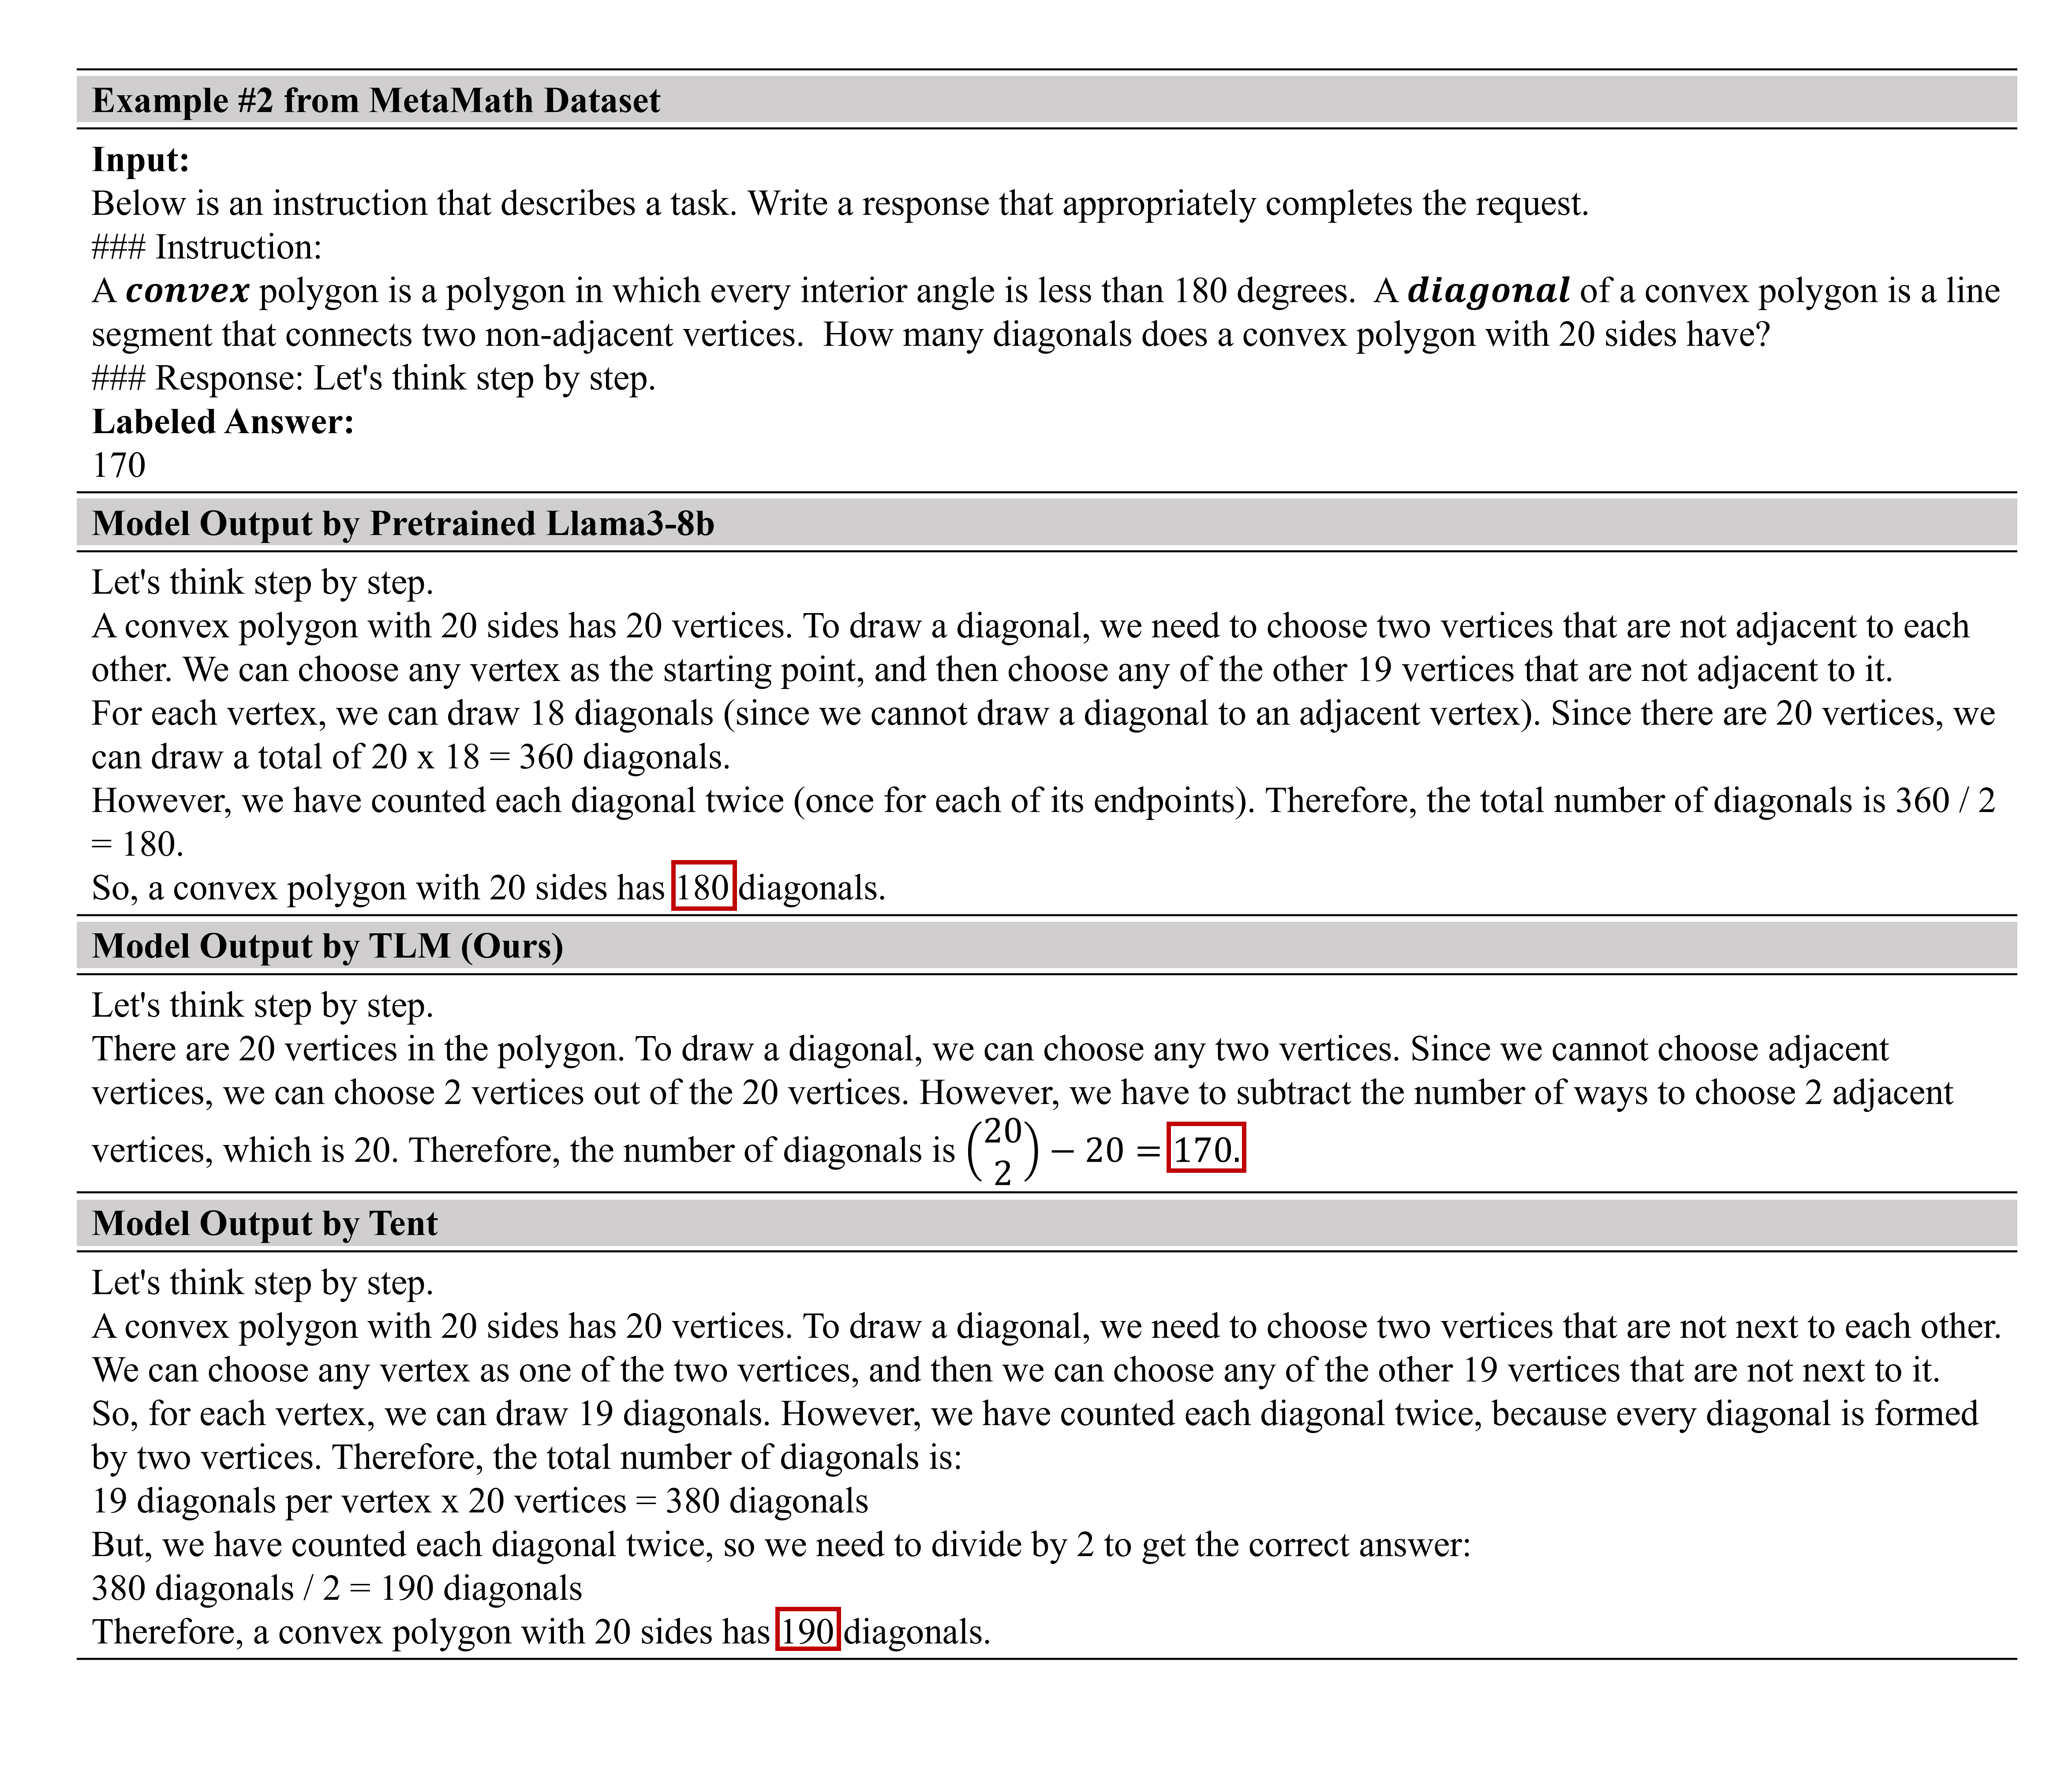 Example #2 from MetaMath Dataset
Input:
Below is an instruction that describes a task. Write a response that appropriately completes the request.
### Instruction:
A convex polygon is a polygon in which every interior angle is less than 180 degrees.  A diagonal of a convex polygon is a line
segment that connects two non-adjacent vertices.  How many diagonals does a convex polygon with 20 sides have?
### Response: Let's think step by step.
Labeled Answer:
170
Model Output by Pretrained Llama3-8b
Let's think step by step.
A convex polygon with 20 sides has 20 vertices. To draw a diagonal, we need to choose two vertices that are not adjacent to each
other. We can choose any vertex as the starting point, and then choose any of the other 19 vertices that are not adjacent to it.
For each vertex, we can draw 18 diagonals (since we cannot draw a diagonal to an adjacent vertex). Since there are 20 vertices, we
can draw a total of 20 x 18 = 360 diagonals.
However, we have counted each diagonal twice (once for each of its endpoints). Therefore, the total number of diagonals is 360 / 2
= 180.
So, a convex polygon with 20 sides has 180 diagonals.
Model Output by TLM (Ours)
Let's think step by step.
There are 20 vertices in the polygon. To draw a diagonal, we can choose any two vertices. Since we cannot choose adjacent
vertices, we can choose 2 vertices out of the 20 vertices. However, we have to subtract the number of ways to choose 2 adjacent
vertices, which is 20. Therefore, the number of diagonals is (20 2) − 20 = 170.
Model Output by Tent
Let's think step by step.
A convex polygon with 20 sides has 20 vertices. To draw a diagonal, we need to choose two vertices that are not next to each other.
We can choose any vertex as one of the two vertices, and then we can choose any of the other 19 vertices that are not next to it.
So, for each vertex, we can draw 19 diagonals. However, we have counted each diagonal twice, because every diagonal is formed
by two vertices. Therefore, the total number of diagonals is:
19 diagonals per vertex x 20 vertices = 380 diagonals
But, we have counted each diagonal twice, so we need to divide by 2 to get the correct answer:
380 diagonals / 2 = 190 diagonals
Therefore, a convex polygon with 20 sides has 190 diagonals.